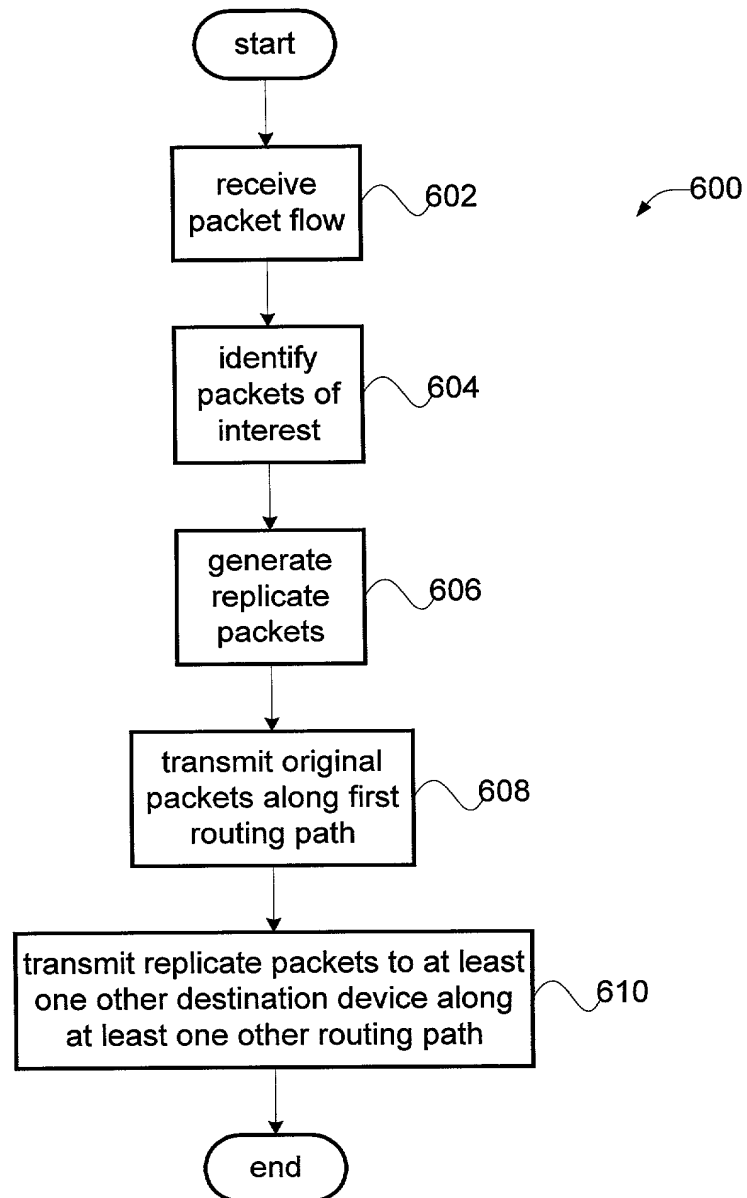 start
receive
packet flow
602
600
identify
packets of
interest
604
generate
replicate
packets
606
transmit original
packets along first
routing path
608
transmit replicate packets to at least
one other destination device along
at least one other routing path
610
end